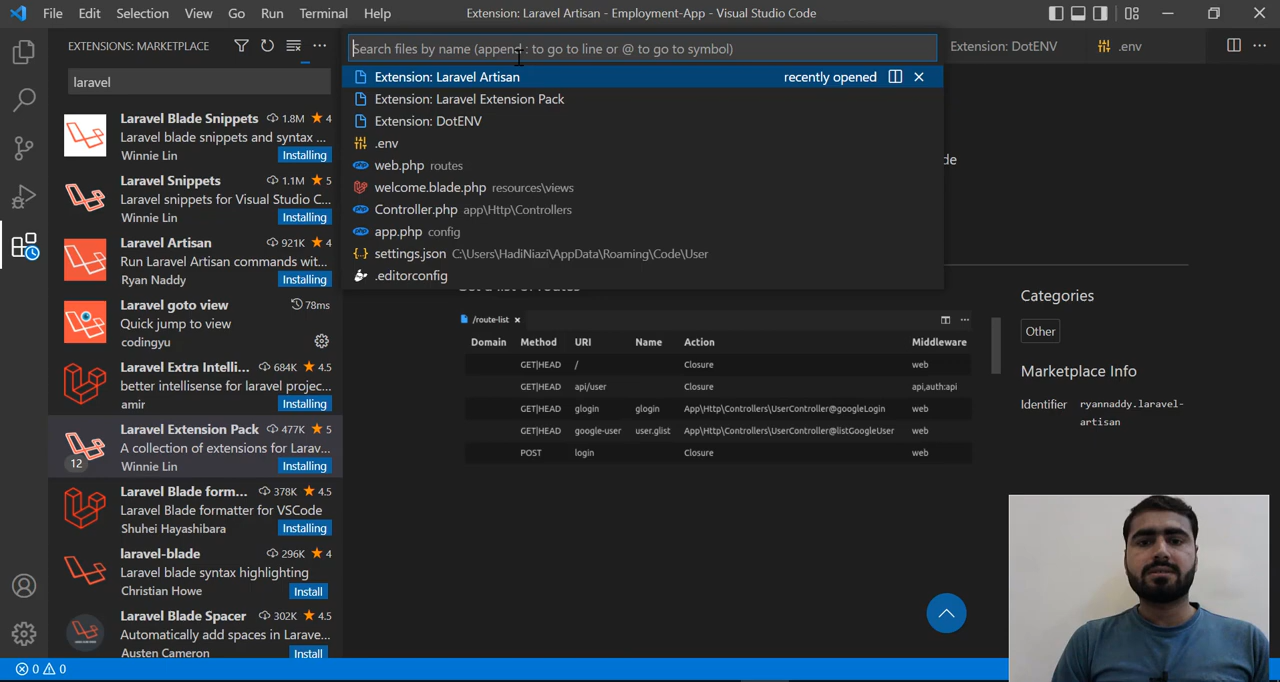 File Edit Selection View Go Run Terminal Help
Extension: Laravel Artisan - Employment-App - Visual Studio Code
EXTENSIONS: MARKETPLACE
laravel
Laravel Blade Snippets 1.8M 4
Laravel blade snippets and syntax ...
Winnie Lin Installing
Laravel Snippets 1.1M 5
Laravel snippets for Visual Studio C...
Winnie Lin Installing
Laravel Artisan 921K 4
Run Laravel Artisan commands wit...
Ryan Naddy Installing
Laravel goto view 78ms
Quick jump to view
codingyu
Laravel Extra Intelli... 684K 4.5
better intellisense for laravel projec...
amir Installing
Laravel Extension Pack 477K 5
A collection of extensions for Larav...
12
Winnie Lin Installing
Laravel Blade form... 378K 4.5
Laravel Blade formatter for VSCode
Shuhei Hayashibara Installing
laravel-blade 296K 4
Laravel blade syntax highlighting
Christian Howe Install
Laravel Blade Spacer 302K 4.5
Automatically add spaces in Larave...
Austen Cameron Install
Search files by name (append : to go to line or @ to go to symbol)
Extension: Laravel Artisan recently opened
Extension: Laravel Extension Pack
Extension: DotENV
.env
web.php routes
welcome.blade.php resources\views
Controller.php app\Http\Controllers
app.php config
settings.json C:\Users\HadiNiazi\AppData\Roaming\Code\User
.editorconfig
Extension: DotENV
.env
de
/route-list
Domain Method URI Name Action Middleware
GET|HEAD / Closure web
GET|HEAD api/user Closure api,auth:api
GET|HEAD glogin glogin App\Http\Controllers\UserController@googleLogin web
GET|HEAD google-user user.glist App\Http\Controllers\UserController@listGoogleUser web
POST login Closure web
Categories
Other
Marketplace Info
Identifier ryannaddy.laravel-
artisan
0 0